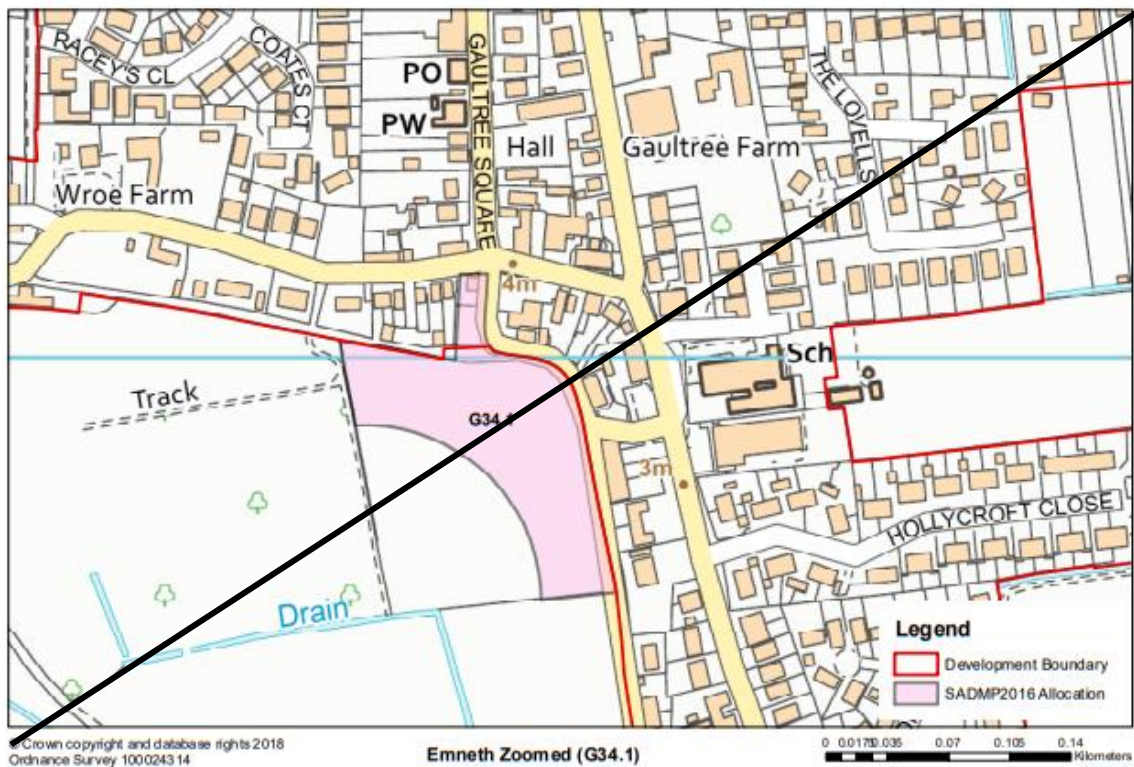 RACEY'S CL
COATES CT
PO
PW
GAULTREE SQUARE
Hall
Gaultree Farm
THE LOVELLS
Wroe Farm
4m
Sch
Track
G34.1
3m
HOLLYCROFT CLOSE
Drain
Legend
Development Boundary
SADMP2016 Allocation
© Crown copyright and database rights 2018
Ordnance Survey 100024314
Emneth Zoomed (G34.1)
0 0.0175 0.035 0.07 0.105 0.14
Kilometers